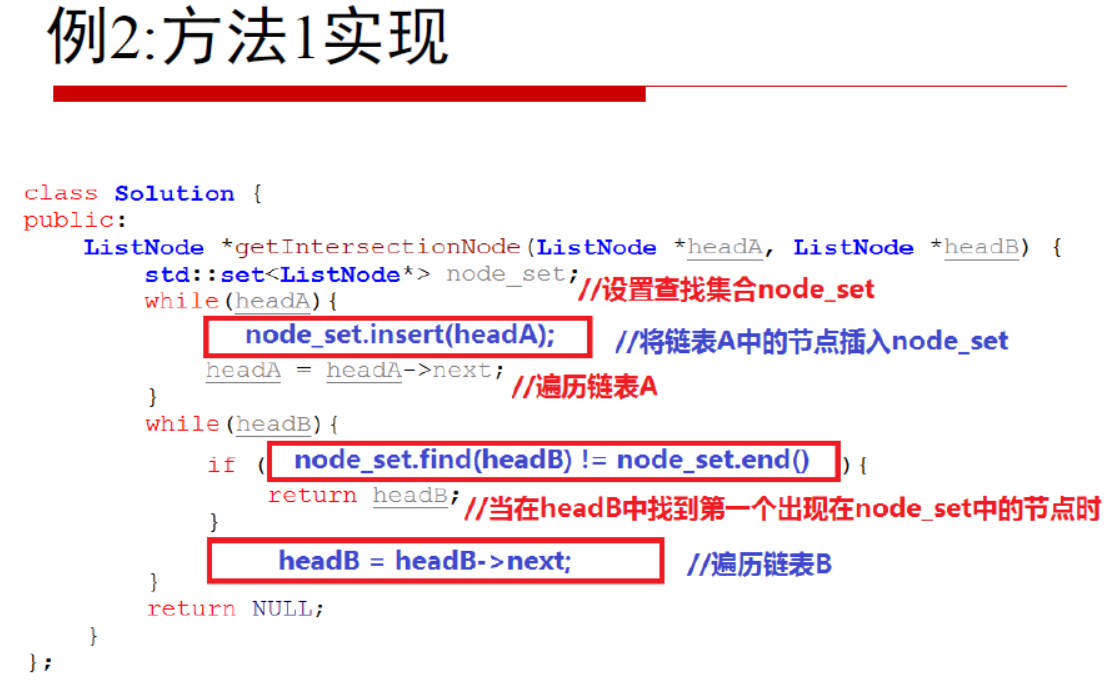 例2:方法1实现
class Solution {
public:
ListNode *getIntersectionNode(ListNode *headA, ListNode *headB) {
std::set<ListNode*> node_set; //设置查找集合node_set
while(headA){
node_set.insert(headA); //将链表A中的节点插入node_set
headA = headA->next; //遍历链表A
}
while(headB){
if ( node_set.find(headB) != node_set.end() ){
return headB; //当在headB中找到第一个出现在node_set中的节点时
}
headB = headB->next; //遍历链表B
}
return NULL;
}
};